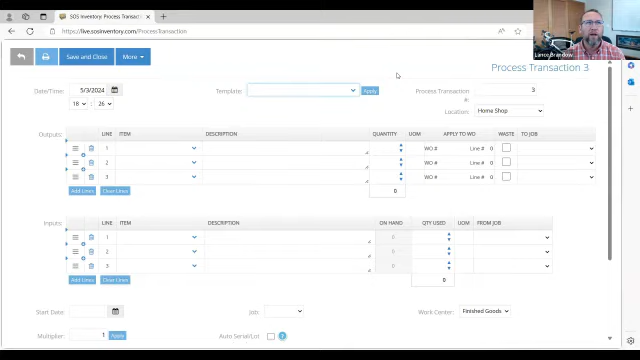 SOS Inventory: Process Transaction
https://live.sosinventory.com/ProcessTransaction
Lance Brandow
Save and Close
More
Process Transaction 3
Date/Time:
5/3/2024
18 : 26
Template:
Apply
Process Transaction #:
3
Location:
Home Shop
Outputs:
LINE ITEM DESCRIPTION QUANTITY UOM APPLY TO WO WASTE TO JOB
1 WO # Line # 0
2 WO # Line # 0
3 WO # Line # 0
Add Lines Clear Lines 0
Inputs:
LINE ITEM DESCRIPTION ON HAND QTY USED UOM FROM JOB
1 0
2 0
3 0
Add Lines Clear Lines 0
Start Date:
Job:
Work Center:
Finished Goods
Multiplier:
1 Apply
Auto Serial/Lot
?